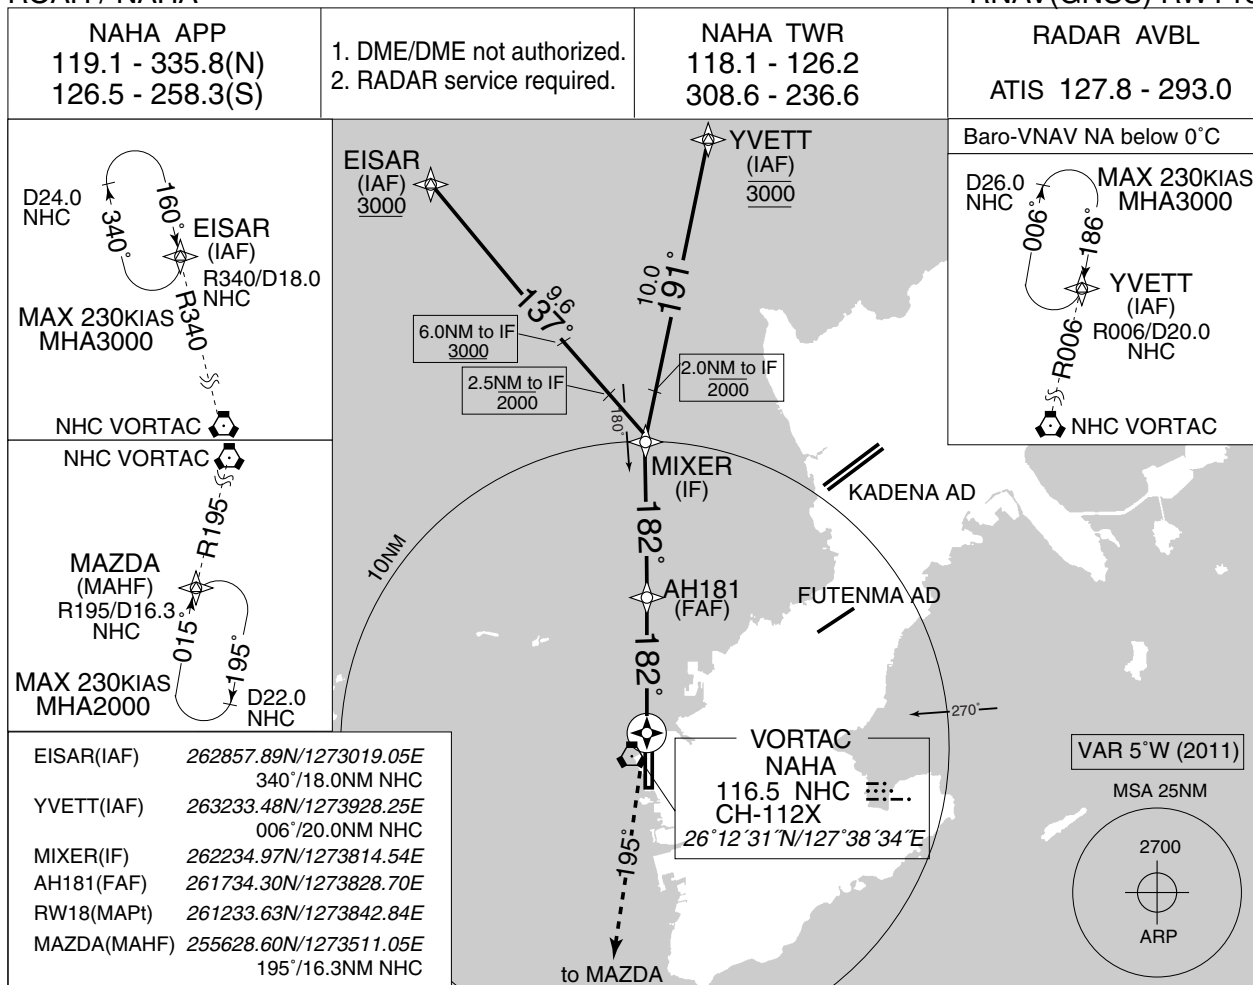 NAHA APP
119.1 - 335.8(N)
126.5 - 258.3(S)
1. DME/DME not authorized.
2. RADAR service required.
NAHA TWR
118.1 - 126.2
308.6 - 236.6
RADAR AVBL
ATIS 127.8 - 293.0
D24.0
NHC
160°
340°
EISAR
(IAF)
R340/D18.0
NHC
R340
MAX 230KIAS
MHA3000
NHC VORTAC
NHC VORTAC
R195
MAZDA
(MAHF)
R195/D16.3
NHC
015°
195°
MAX 230KIAS
MHA2000
D22.0
NHC
EISAR
(IAF)
3000
YVETT
(IAF)
3000
9.6
137°
10.0
191°
6.0NM to IF
3000
2.5NM to IF
2000
2.0NM to IF
2000
180°
MIXER
(IF)
KADENA AD
10NM
182°
AH181
(FAF)
FUTENMA AD
182°
270°
VORTAC
NAHA
116.5 NHC
CH-112X
26°12´31˝N/127°38´34˝E
195°
to MAZDA
Baro-VNAV NA below 0°C
D26.0
NHC
MAX 230KIAS
MHA3000
006°
186°
YVETT
(IAF)
R006/D20.0
NHC
R006
NHC VORTAC
VAR 5°W (2011)
MSA 25NM
2700
ARP
EISAR(IAF) 262857.89N/1273019.05E
340°/18.0NM NHC
YVETT(IAF) 263233.48N/1273928.25E
006°/20.0NM NHC
MIXER(IF) 262234.97N/1273814.54E
AH181(FAF) 261734.30N/1273828.70E
RW18(MAPt) 261233.63N/1273842.84E
MAZDA(MAHF) 255628.60N/1273511.05E
195°/16.3NM NHC